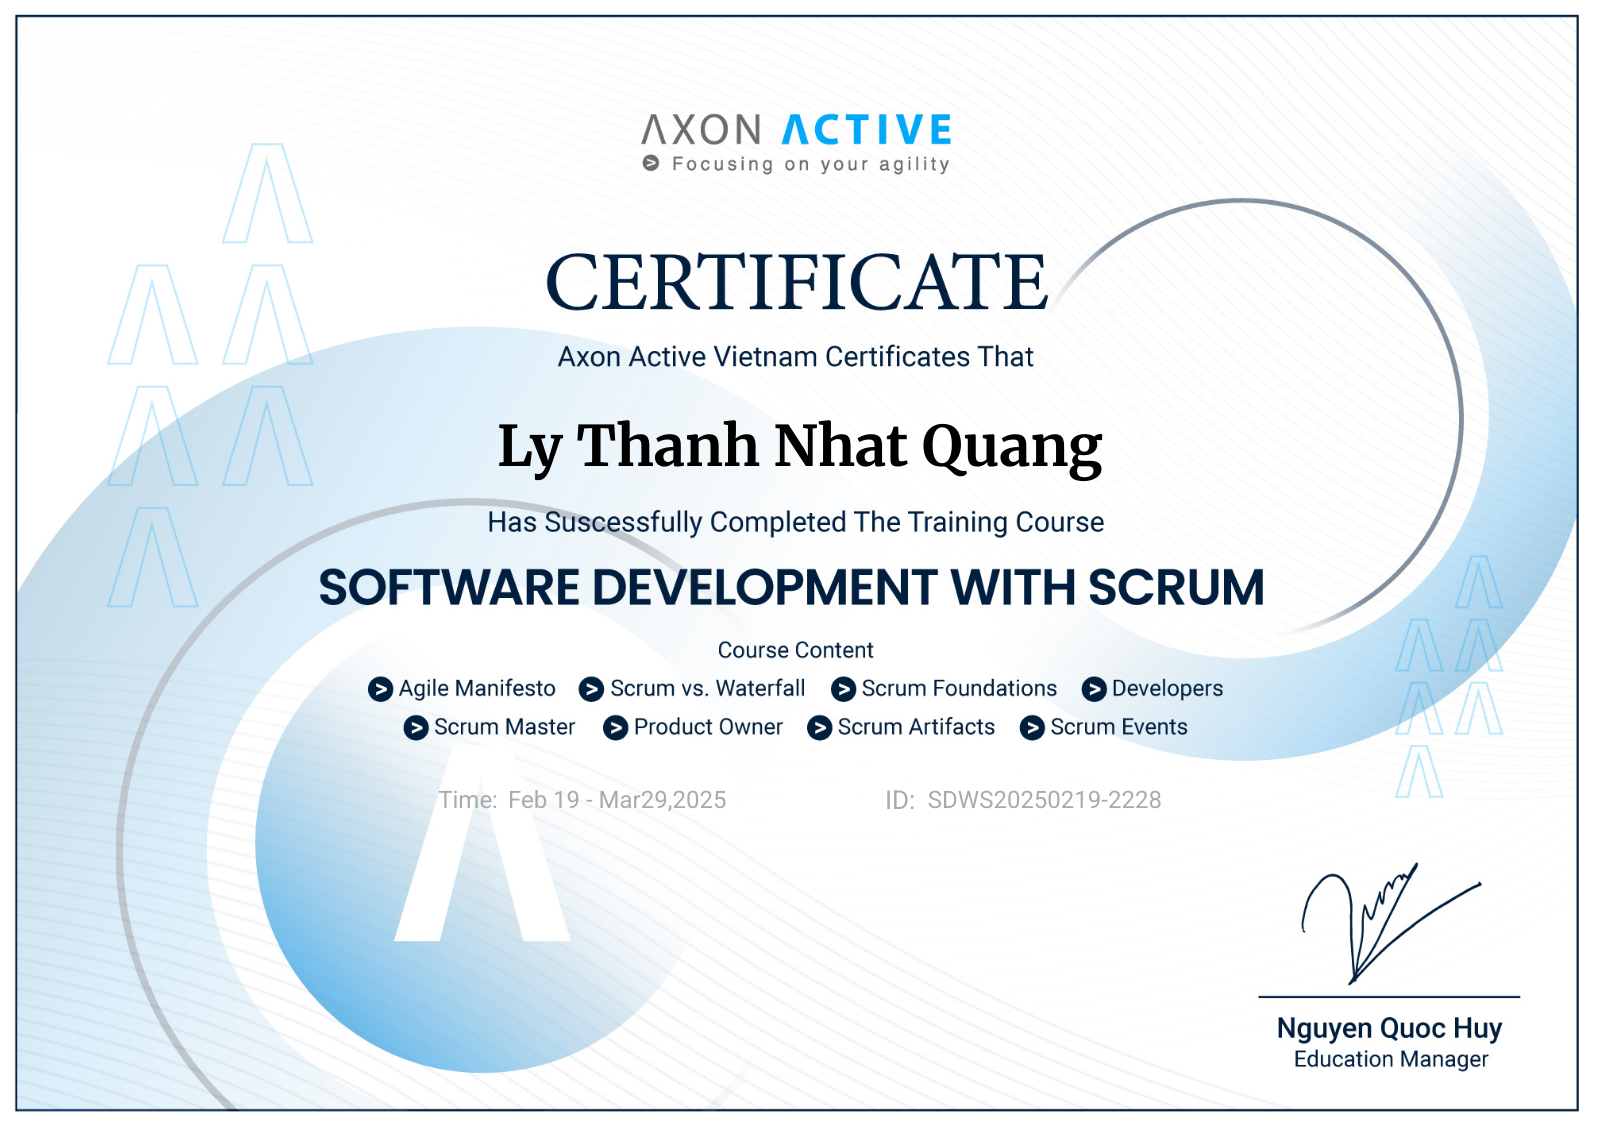 AXON ACTIVE
Focusing on your agility
CERTIFICATE
Axon Active Vietnam Certificates That
Ly Thanh Nhat Quang
Has Suscessfully Completed The Training Course
SOFTWARE DEVELOPMENT WITH SCRUM
Course Content
Agile Manifesto Scrum vs. Waterfall Scrum Foundations Developers
Scrum Master Product Owner Scrum Artifacts Scrum Events
Time: Feb 19 - Mar29,2025 ID: SDWS20250219-2228
Nguyen Quoc Huy
Education Manager